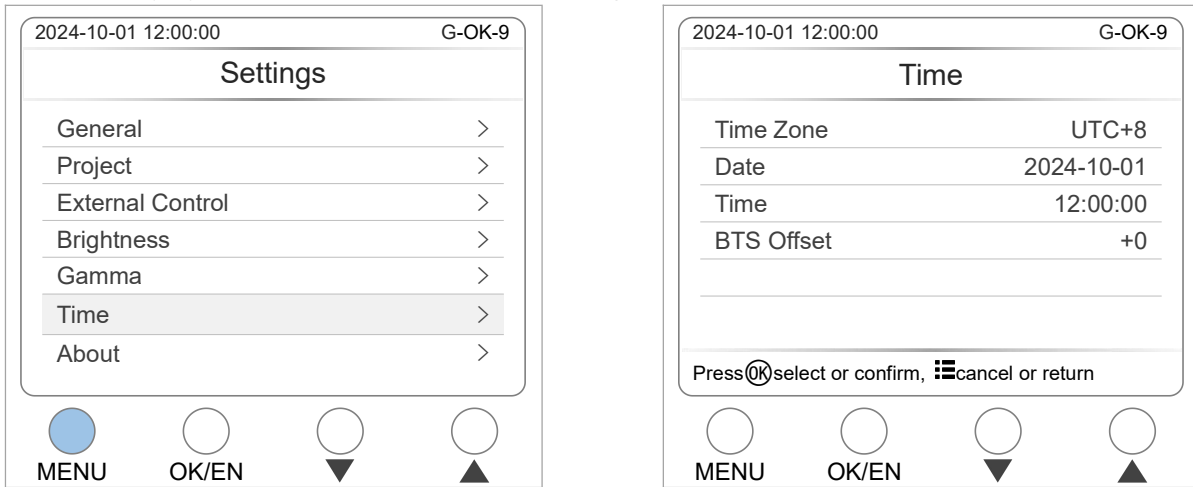 2024-10-01 12:00:00 G-OK-9
Settings
General >
Project >
External Control >
Brightness >
Gamma >
Time >
About >
MENU OK/EN ▼ ▲
2024-10-01 12:00:00 G-OK-9
Time
Time Zone UTC+8
Date 2024-10-01
Time 12:00:00
BTS Offset +0
Press OK select or confirm, cancel or return
MENU OK/EN ▼ ▲